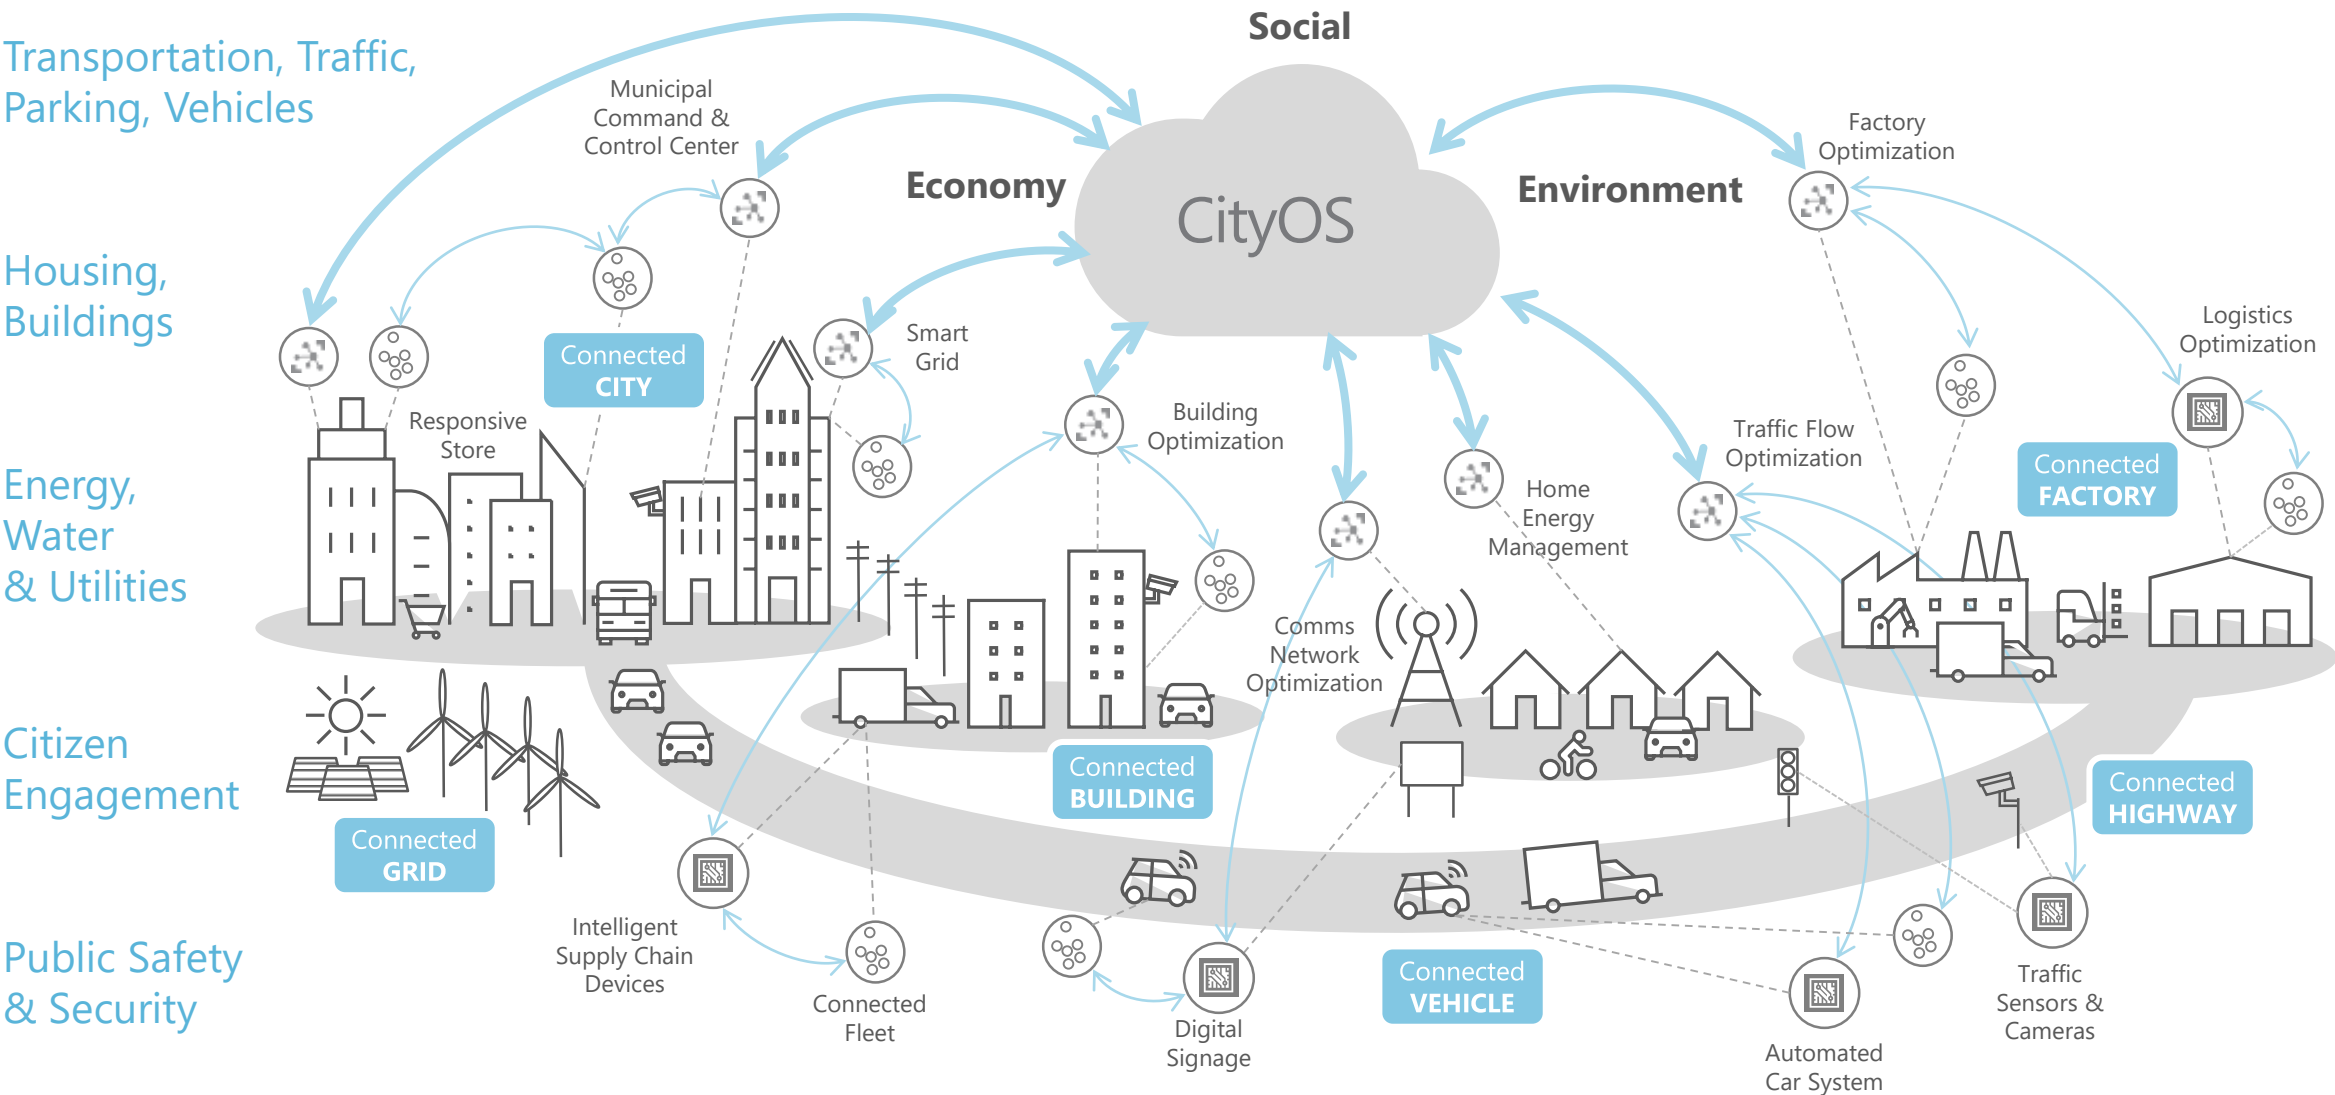 Social
Transportation, Traffic,
Parking, Vehicles
Municipal
Command &
Control Center
Factory
Optimization
Economy
Environment
CityOS
Housing,
Buildings
Connected
CITY
Smart
Grid
Logistics
Optimization
Responsive
Store
Building
Optimization
Traffic Flow
Optimization
Connected
FACTORY
Energy,
Water
& Utilities
Home
Energy
Management
Comms
Network
Optimization
Citizen
Engagement
Connected
GRID
Connected
BUILDING
Connected
HIGHWAY
Public Safety
& Security
Intelligent
Supply Chain
Devices
Connected
Fleet
Digital
Signage
Connected
VEHICLE
Traffic
Sensors &
Cameras
Automated
Car System